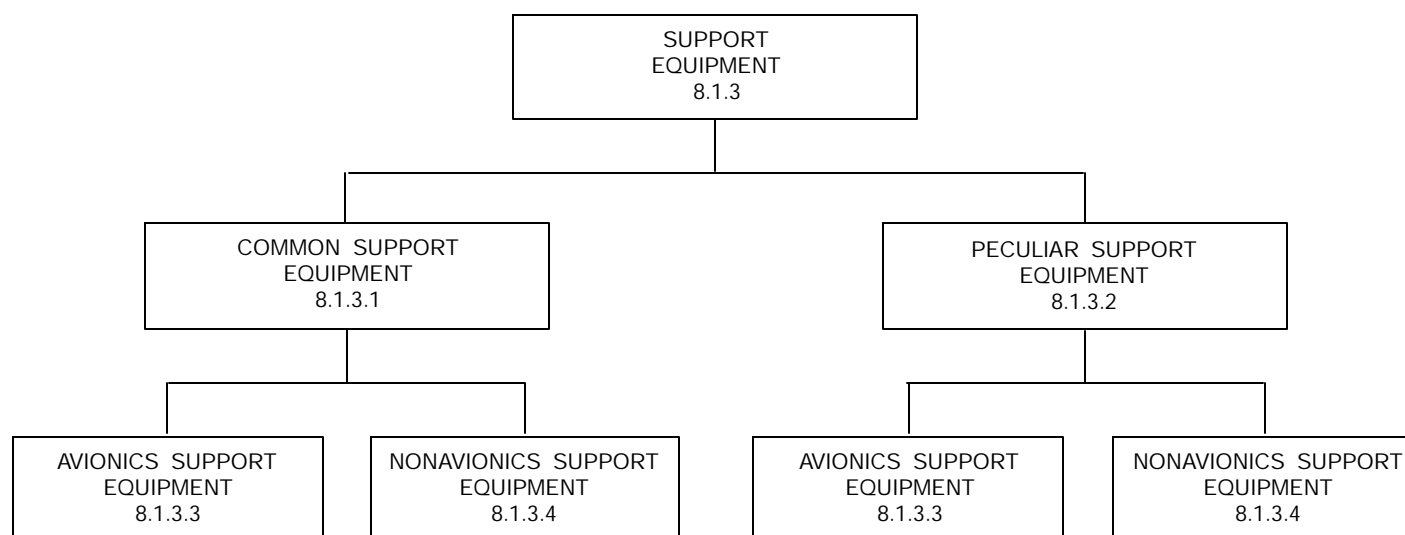 SUPPORT
EQUIPMENT
8.1.3
COMMON SUPPORT
EQUIPMENT
8.1.3.1
PECULIAR SUPPORT
EQUIPMENT
8.1.3.2
AVIONICS SUPPORT
EQUIPMENT
8.1.3.3
NONAVIONICS SUPPORT
EQUIPMENT
8.1.3.4
AVIONICS SUPPORT
EQUIPMENT
8.1.3.3
NONAVIONICS SUPPORT
EQUIPMENT
8.1.3.4